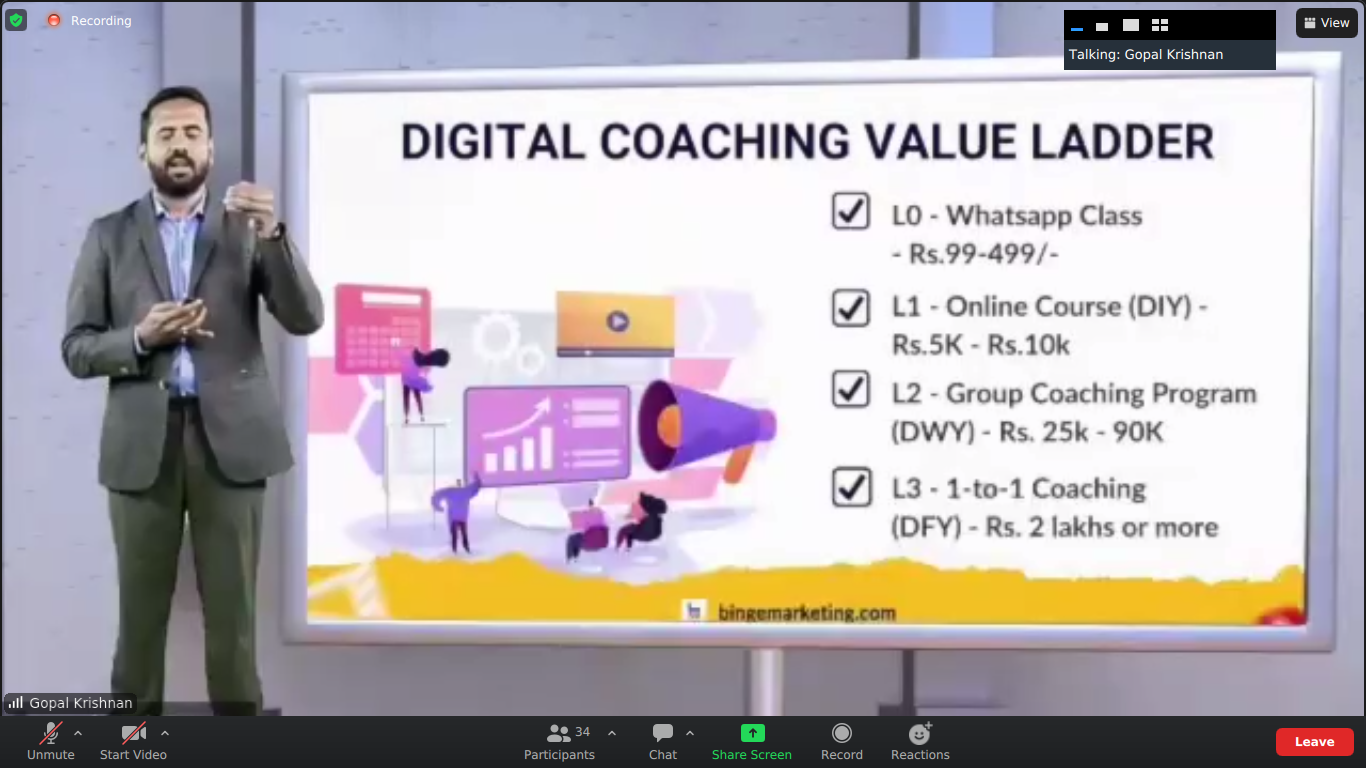 Recording
View
Talking: Gopal Krishnan
DIGITAL COACHING VALUE LADDER
L0 - Whatsapp Class
- Rs.99-499/-
L1 - Online Course (DIY) -
Rs.5K - Rs.10k
L2 - Group Coaching Program
(DWY) - Rs. 25k - 90K
L3 - 1-to-1 Coaching
(DFY) - Rs. 2 lakhs or more
bingemarketing.com
Gopal Krishnan
Unmute
Start Video
Participants
34
Chat
Share Screen
Record
Reactions
Leave